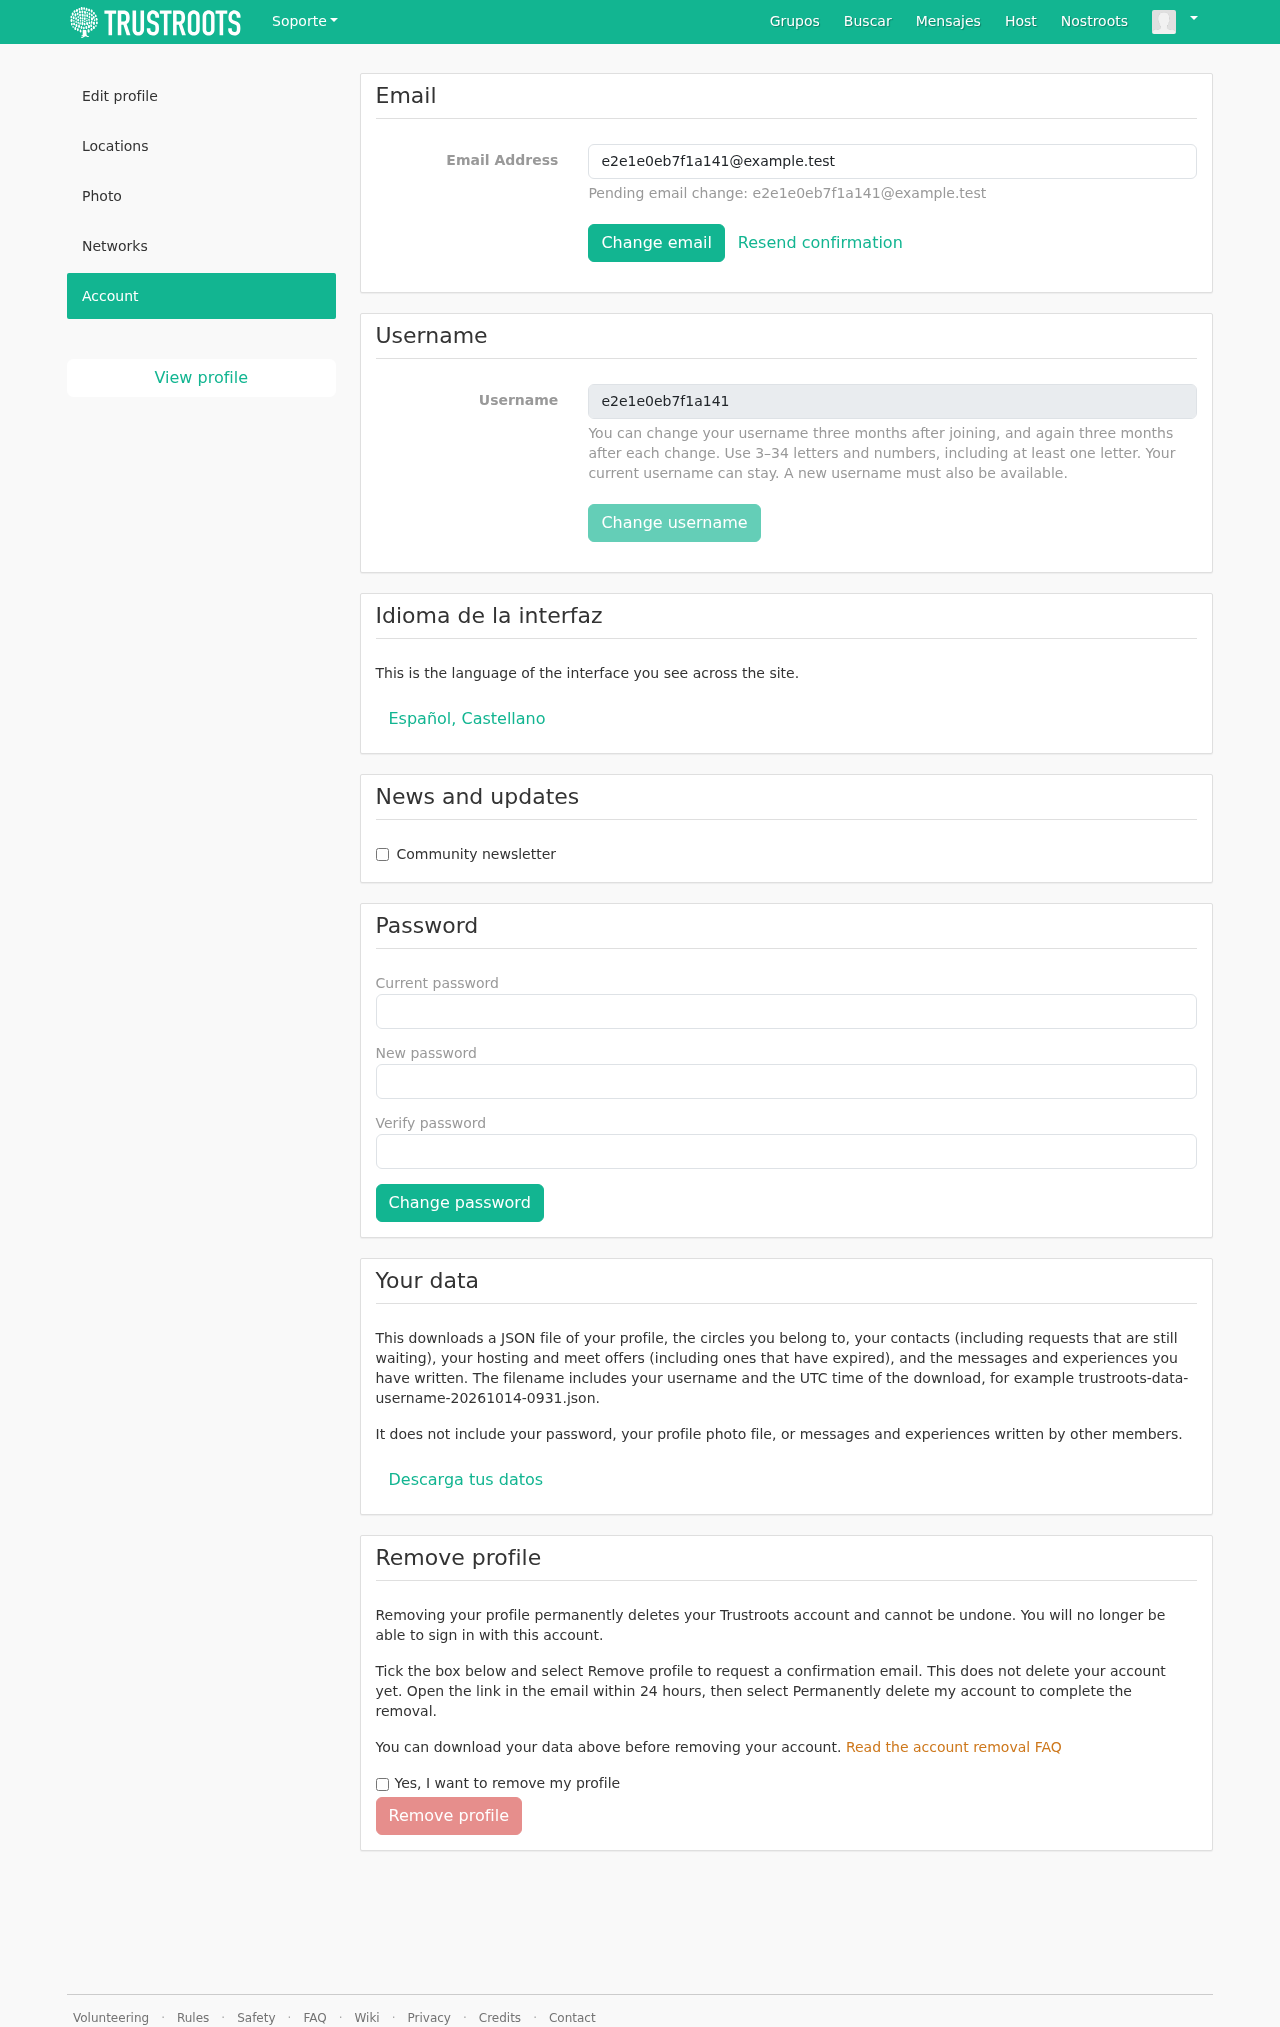 TRUSTROOTS Soporte Grupos Buscar Mensajes Host Nostroots
Edit profile
Locations
Photo
Networks
Account
View profile
Email
Email Address e2e1e0eb7f1a141@example.test
Pending email change: e2e1e0eb7f1a141@example.test
Change email Resend confirmation
Username
Username e2e1e0eb7f1a141
You can change your username three months after joining, and again three months
after each change. Use 3–34 letters and numbers, including at least one letter. Your
current username can stay. A new username must also be available.
Change username
Idioma de la interfaz
This is the language of the interface you see across the site.
Español, Castellano
News and updates
Community newsletter
Password
Current password
New password
Verify password
Change password
Your data
This downloads a JSON file of your profile, the circles you belong to, your contacts (including requests that are still
waiting), your hosting and meet offers (including ones that have expired), and the messages and experiences you
have written. The filename includes your username and the UTC time of the download, for example trustroots-data-
username-20261014-0931.json.
It does not include your password, your profile photo file, or messages and experiences written by other members.
Descarga tus datos
Remove profile
Removing your profile permanently deletes your Trustroots account and cannot be undone. You will no longer be
able to sign in with this account.
Tick the box below and select Remove profile to request a confirmation email. This does not delete your account
yet. Open the link in the email within 24 hours, then select Permanently delete my account to complete the
removal.
You can download your data above before removing your account. Read the account removal FAQ
Yes, I want to remove my profile
Remove profile
Volunteering · Rules · Safety · FAQ · Wiki · Privacy · Credits · Contact